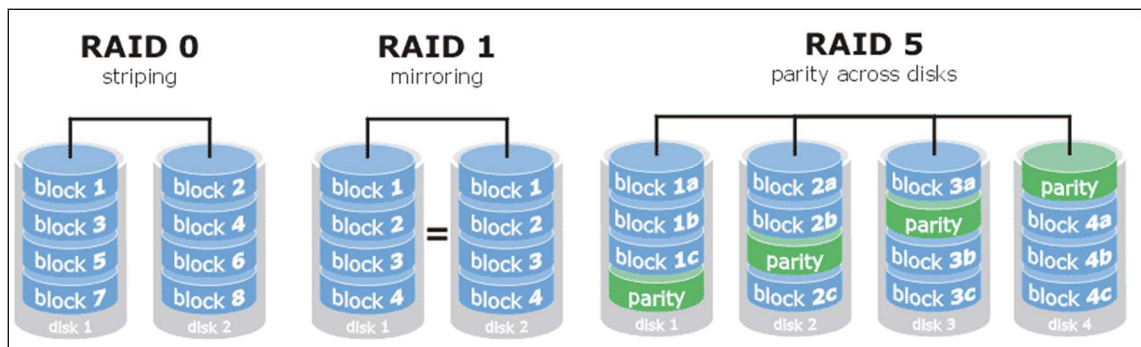 RAID 0
striping
block 1
block 3
block 5
block 7
disk 1
block 2
block 4
block 6
block 8
disk 2
RAID 1
mirroring
block 1
block 2
block 3
block 4
disk 1
=
block 1
block 2
block 3
block 4
disk 2
RAID 5
parity across disks
block 1a
block 1b
block 1c
parity
disk 1
block 2a
block 2b
parity
block 2c
disk 2
block 3a
parity
block 3b
block 3c
disk 3
parity
block 4a
block 4b
block 4c
disk 4